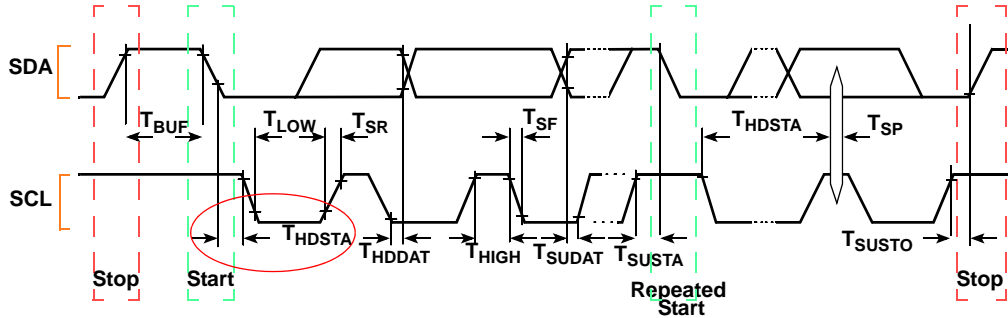 SDA
TBUF
TLOW
TSR
TSF
THDSTA
TSP
SCL
THDSTA
THDDAT
THIGH
TSUDAT
TSUSTA
TSUSTO
Stop
Start
Repeated
Start
Stop